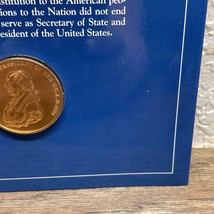 nstitution to the American peo-
ions to the Nation did not end
serve as Secretary of State and
esident of the United States.